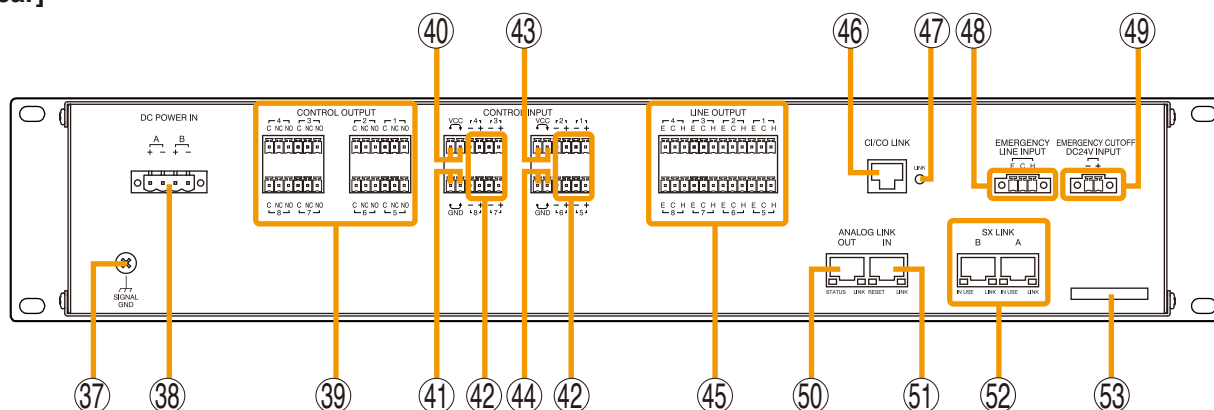 ear]
40 43 46 47 48 49
DC POWER IN
A B
+ − + −
CONTROL OUTPUT
4 3 2 1
C NC NO C NC NO C NC NO C NC NO
C NC NO C NC NO C NC NO C NC NO
8 7 6 5
CONTROL INPUT
VCC 4 3 VCC 2 1
− + − + − + − +
− + − + − + − +
GND 8 7 GND 6 5
LINE OUTPUT
4 3 2 1
E C H E C H E C H E C H
E C H E C H E C H E C H
8 7 6 5
CI/CO LINK
LINK
EMERGENCY
LINE INPUT
E C H
EMERGENCY CUTOFF
DC24V INPUT
− +
SIGNAL
GND
ANALOG LINK
OUT IN
STATUS LINK RESET LINK
SX LINK
B A
IN USE LINK IN USE LINK
37 38 39 41 42 44 42 45 50 51 52 53